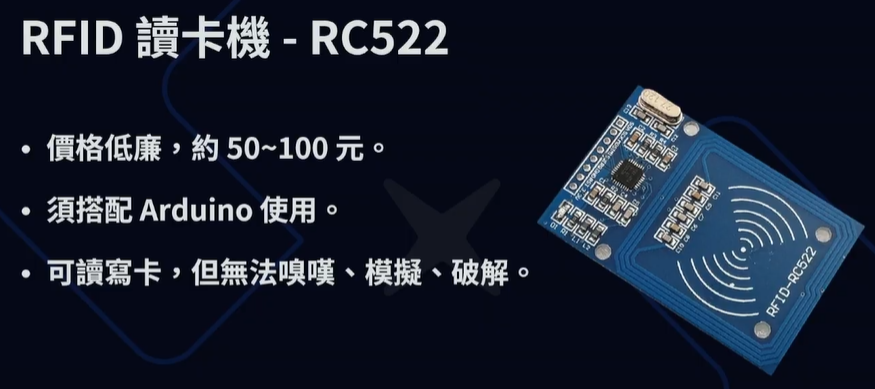 RFID 讀卡機 - RC522
• 價格低廉，約 50~100 元。
• 須搭配 Arduino 使用。
• 可讀寫卡，但無法嗅嘆、模擬、破解。
RFID-RC522